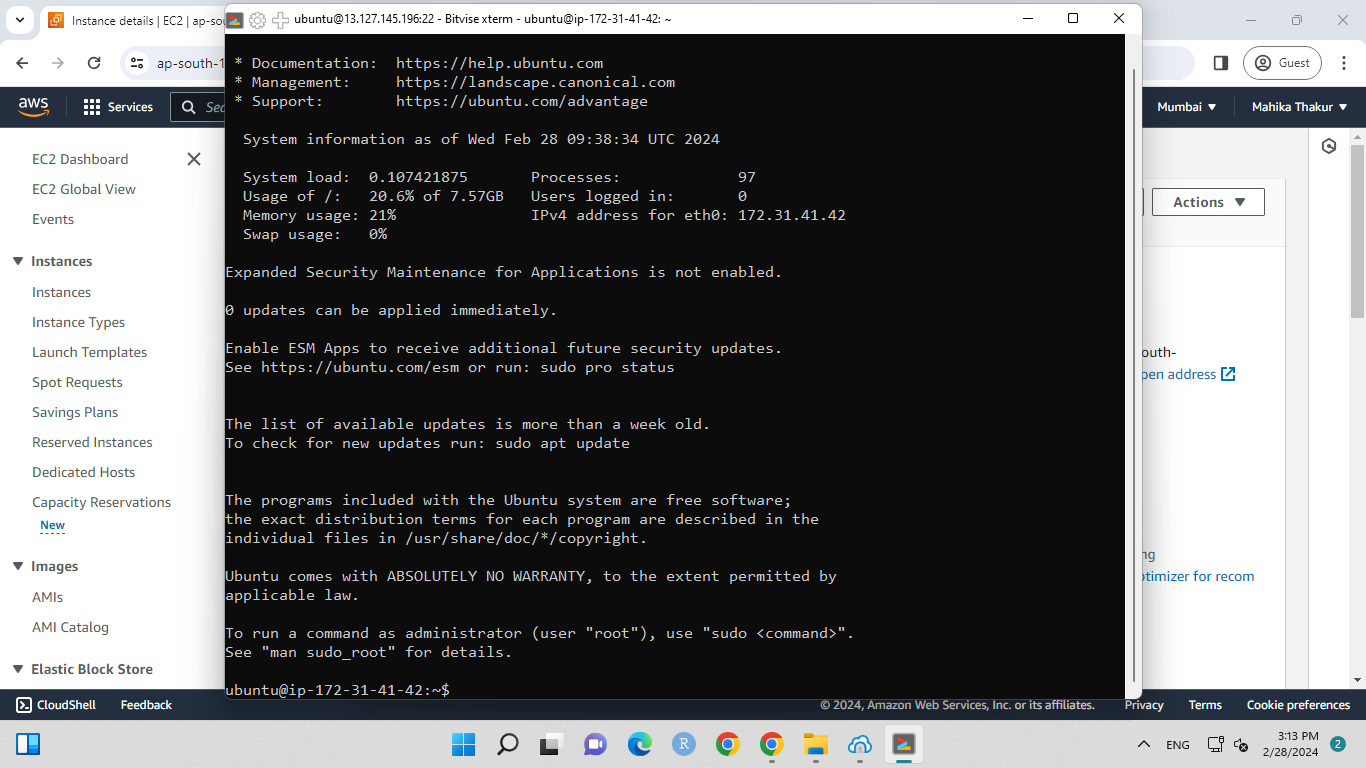 Instance details | EC2 | ap-so
ubuntu@13.127.145.196:22 - Bitvise xterm - ubuntu@ip-172-31-41-42: ~
ap-south-1
Guest
aws
Services
Mumbai
Mahika Thakur
EC2 Dashboard
EC2 Global View
Events
Instances
Instances
Instance Types
Launch Templates
Spot Requests
Savings Plans
Reserved Instances
Dedicated Hosts
Capacity Reservations
New
Images
AMIs
AMI Catalog
Elastic Block Store
* Documentation:  https://help.ubuntu.com
* Management:     https://landscape.canonical.com
* Support:        https://ubuntu.com/advantage
System information as of Wed Feb 28 09:38:34 UTC 2024
System load:  0.107421875       Processes:             97
Usage of /:   20.6% of 7.57GB   Users logged in:       0
Memory usage: 21%               IPv4 address for eth0: 172.31.41.42
Swap usage:   0%
Expanded Security Maintenance for Applications is not enabled.
0 updates can be applied immediately.
Enable ESM Apps to receive additional future security updates.
See https://ubuntu.com/esm or run: sudo pro status
The list of available updates is more than a week old.
To check for new updates run: sudo apt update
The programs included with the Ubuntu system are free software;
the exact distribution terms for each program are described in the
individual files in /usr/share/doc/*/copyright.
Ubuntu comes with ABSOLUTELY NO WARRANTY, to the extent permitted by
applicable law.
To run a command as administrator (user "root"), use "sudo <command>".
See "man sudo_root" for details.
ubuntu@ip-172-31-41-42:~$
Actions
outh-
pen address
ng
timizer for recom
CloudShell
Feedback
© 2024, Amazon Web Services, Inc. or its affiliates.
Privacy
Terms
Cookie preferences
R
ENG
3:13 PM
2/28/2024
2